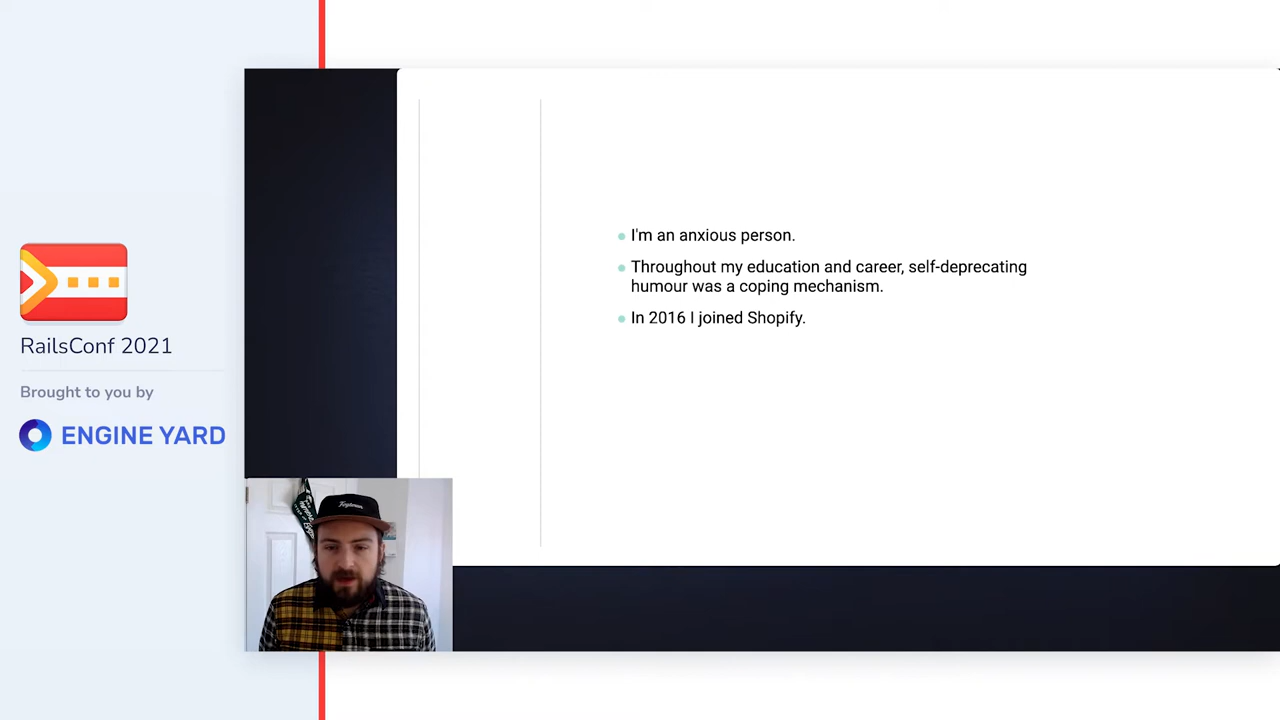 RailsConf 2021
Brought to you by
ENGINE YARD
I'm an anxious person.
Throughout my education and career, self-deprecating
humour was a coping mechanism.
In 2016 I joined Shopify.